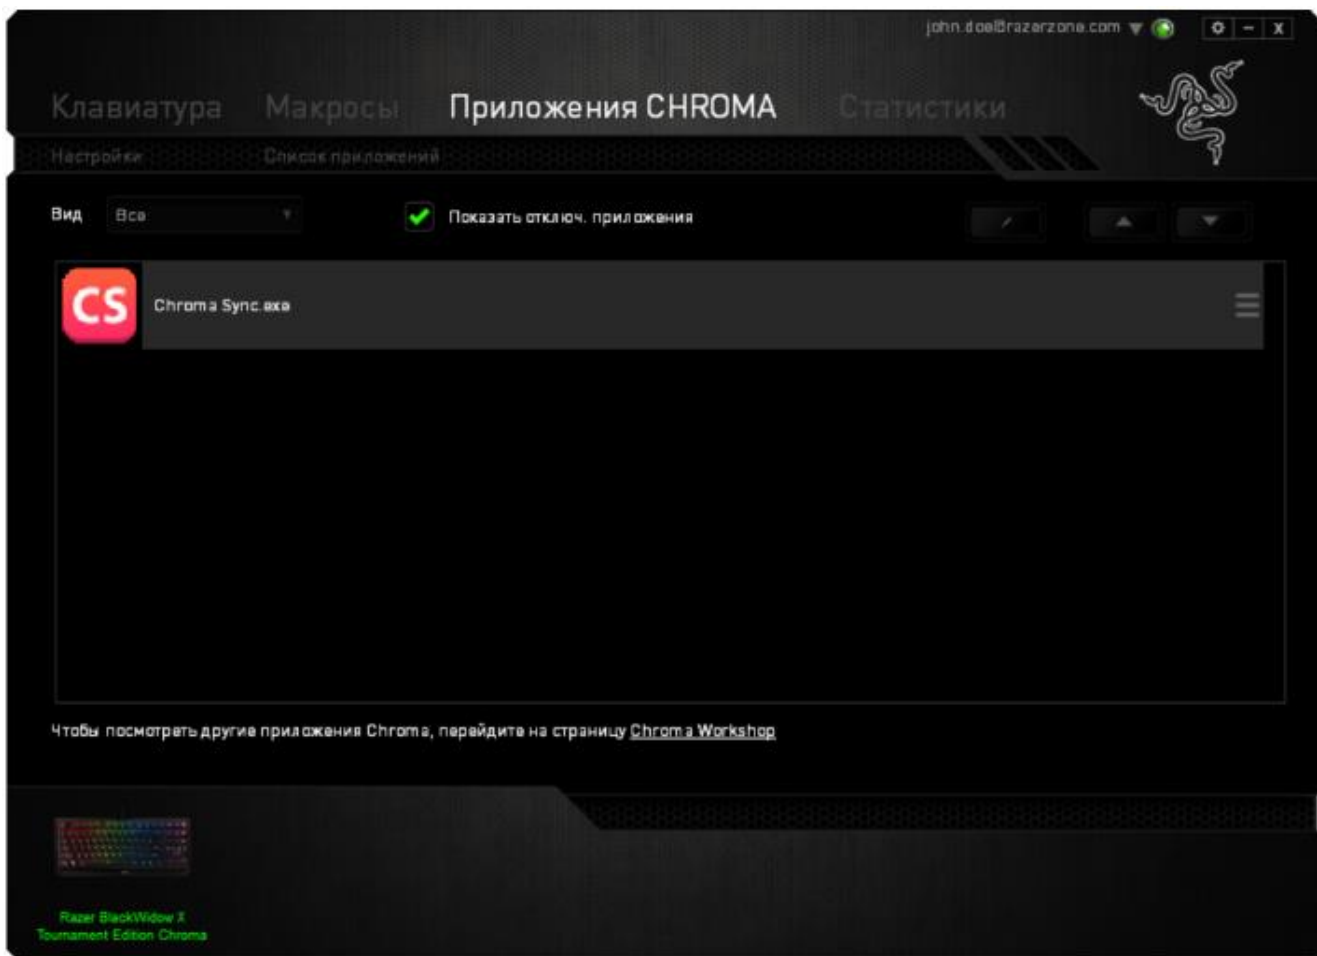 john.doe@razerzone.com
Клавиатура Макросы Приложения CHROMA Статистики
Настройки Список приложений
Вид Все Показать отключ. приложения
CS Chroma Sync.exe
Чтобы посмотреть другие приложения Chroma, перейдите на страницу Chroma Workshop
Razer BlackWidow X
Tournament Edition Chroma